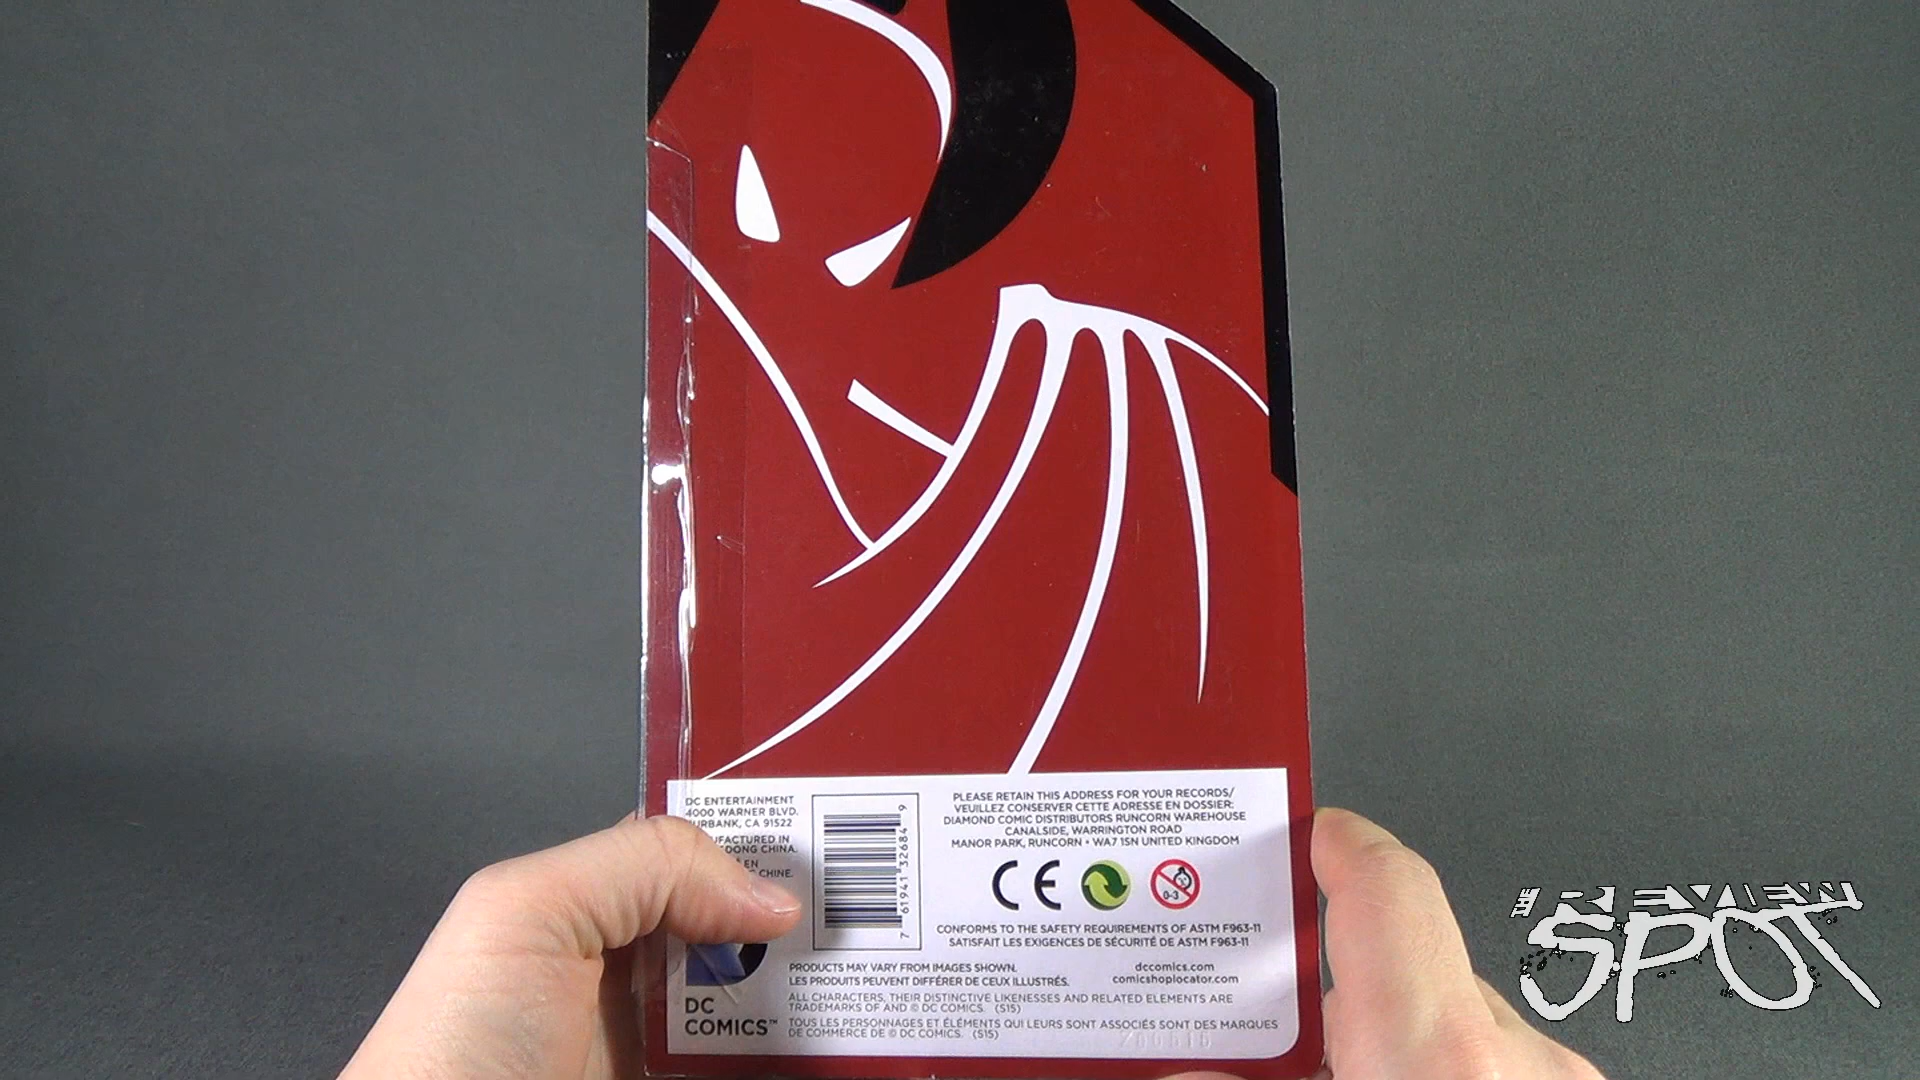 DC ENTERTAINMENT
4000 WARNER BLVD.
BURBANK, CA 91522
CHINA.
EN
CHINE.
7 61941 32684 9
PLEASE RETAIN THIS ADDRESS FOR YOUR RECORDS/
VEUILLEZ CONSERVER CETTE ADRESSE EN DOSSIER:
DIAMOND COMIC DISTRIBUTORS RUNCORN WAREHOUSE
CANALSIDE, WARRINGTON ROAD
MANOR PARK, RUNCORN • WA7 1SN UNITED KINGDOM
CE
0-3
CONFORMS TO THE SAFETY REQUIREMENTS OF ASTM F963-11
SATISFAIT LES EXIGENCES DE SÉCURITÉ DE ASTM F963-11
PRODUCTS MAY VARY FROM IMAGES SHOWN.
LES PRODUITS PEUVENT DIFFÉRER DE CEUX ILLUSTRÉS.
dccomics.com
comicshoplocator.com
DC
COMICS™
ALL CHARACTERS, THEIR DISTINCTIVE LIKENESSES AND RELATED ELEMENTS ARE
TRADEMARKS OF AND © DC COMICS. (S15)
TOUS LES PERSONNAGES ET ÉLÉMENTS QUI LEURS SONT ASSOCIÉS SONT DES MARQUES
DE COMMERCE DE © DC COMICS. (S15)
THE REVIEW
SPOT